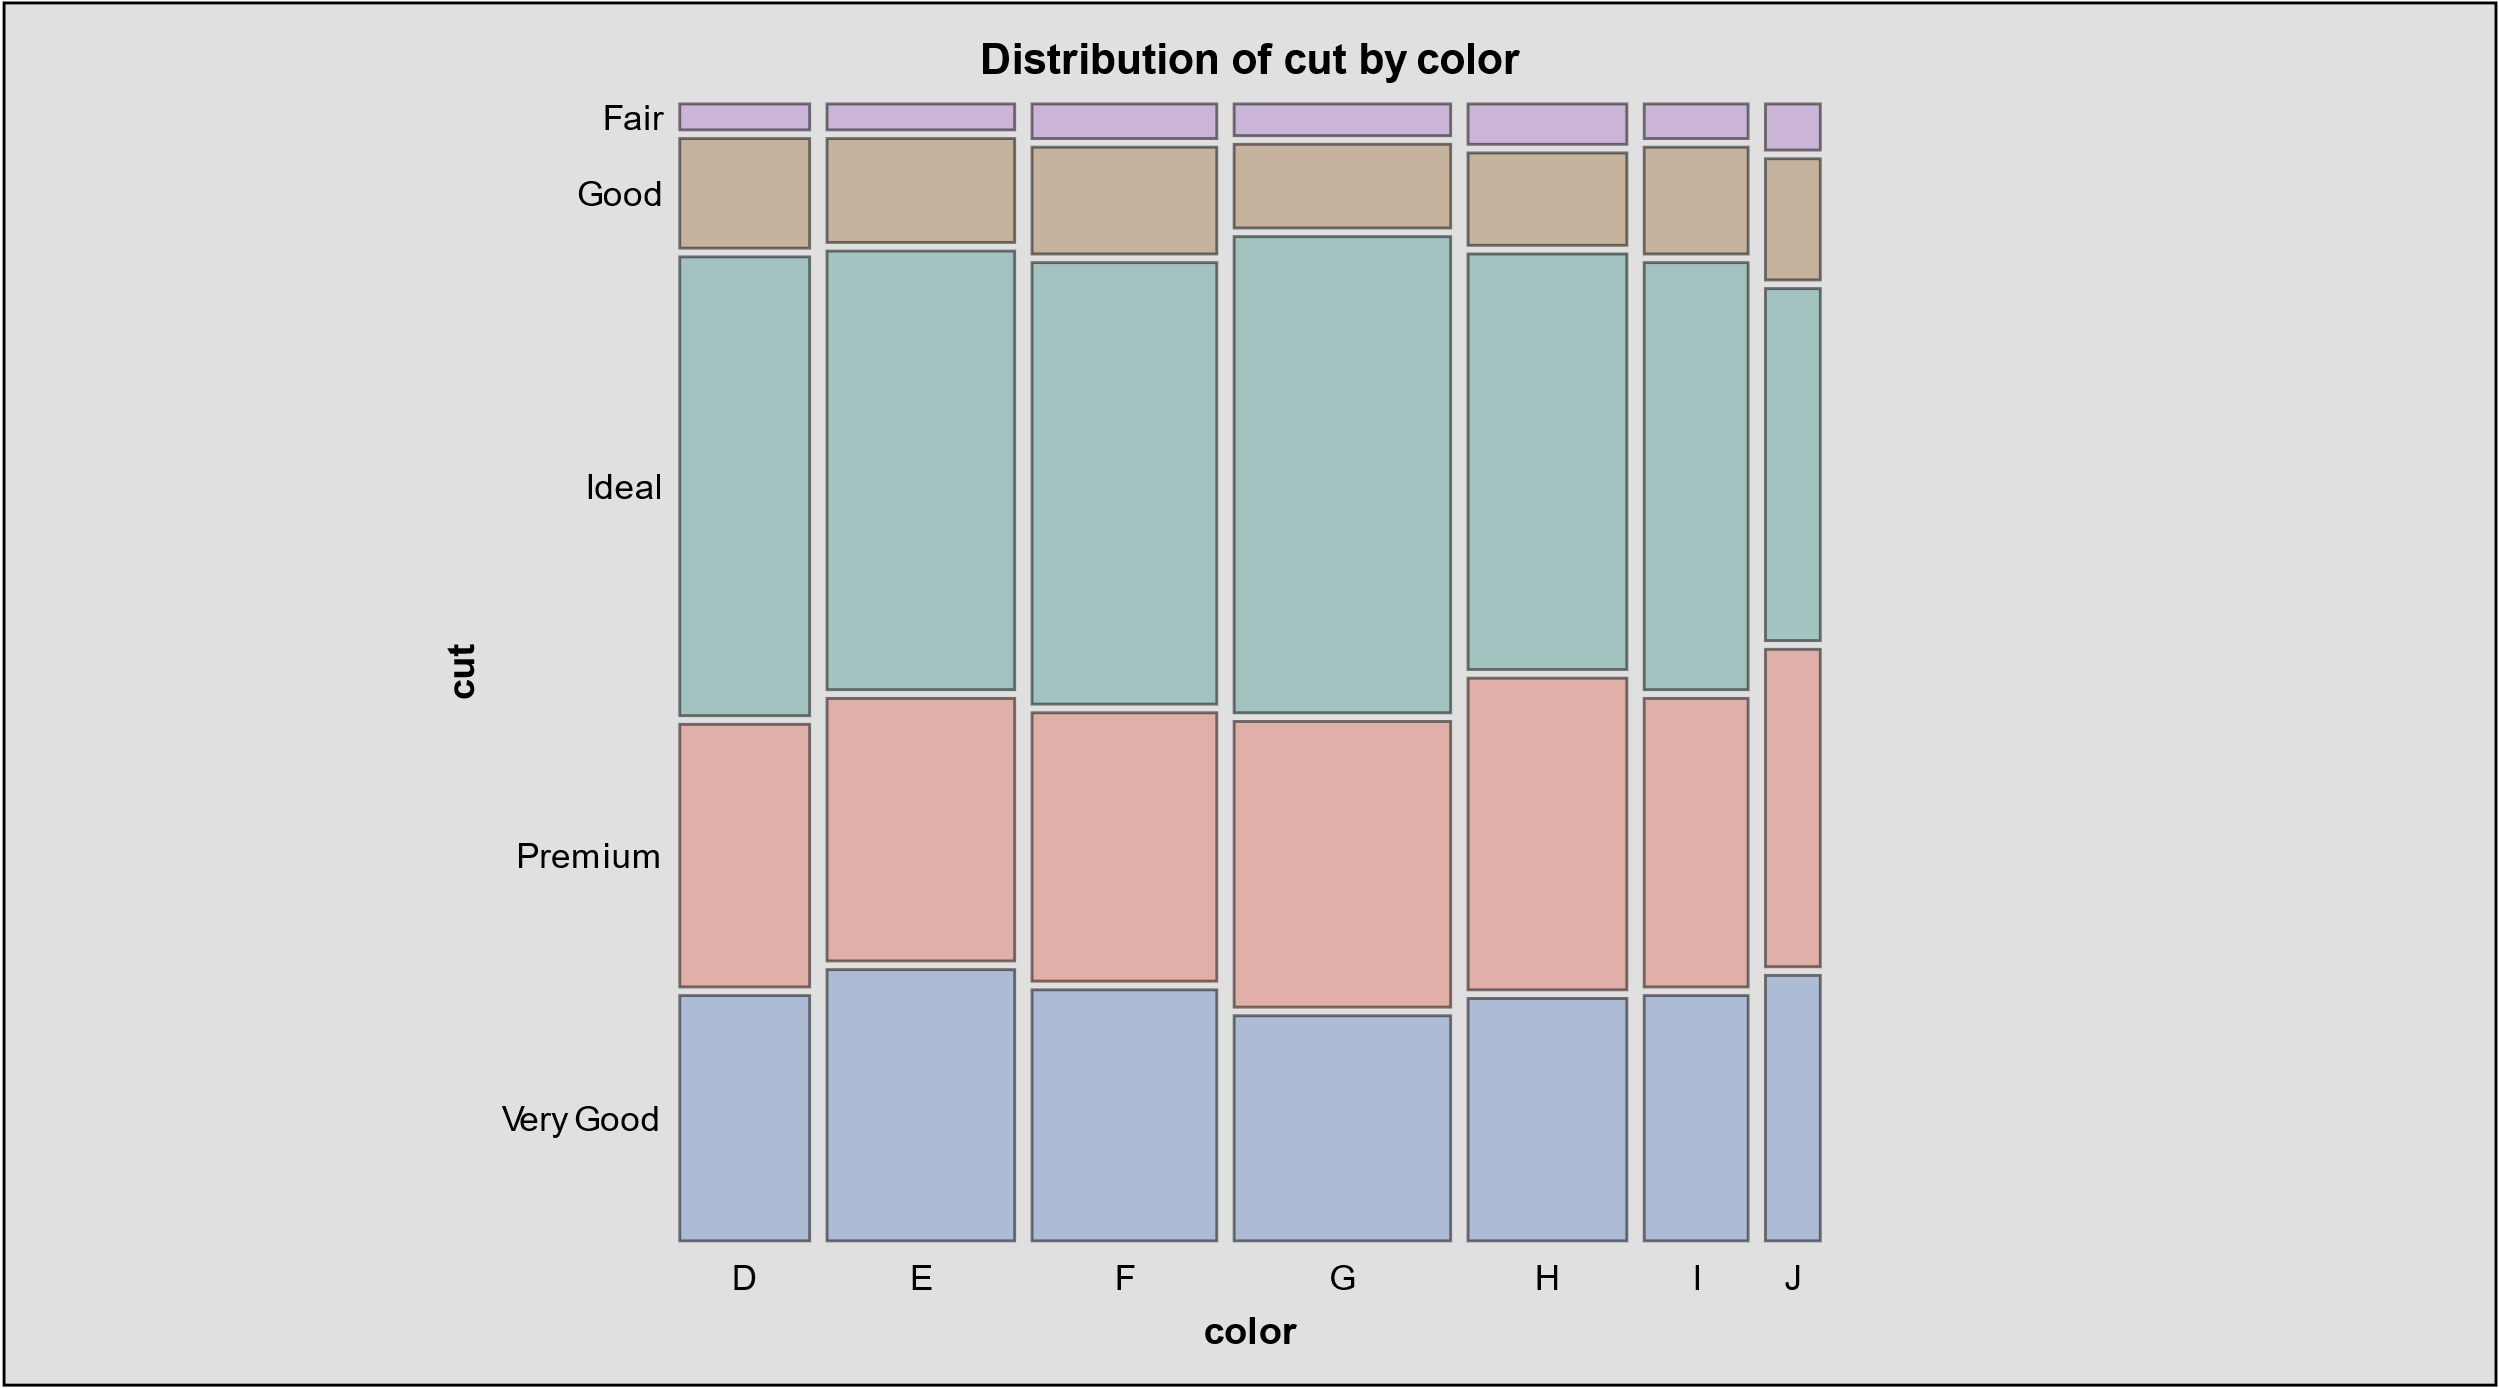 Distribution of cut by color
Fair
Good
Ideal
Premium
Very Good
cut
D E F G H I J
color